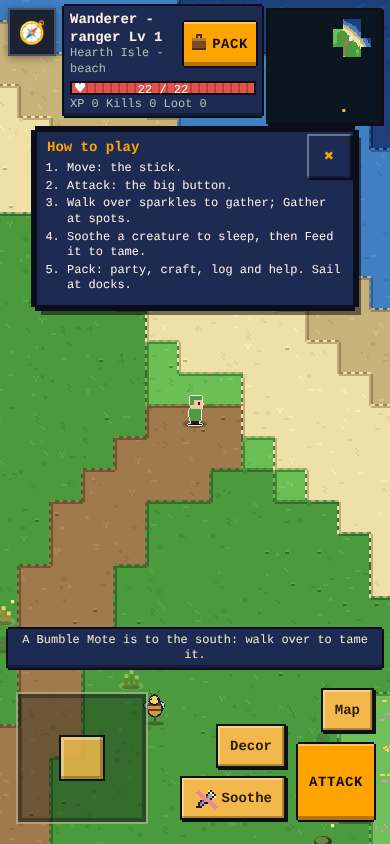 Wanderer -
ranger Lv 1
Hearth Isle -
beach
PACK
22 / 22
XP 0 Kills 0 Loot 0
How to play
1. Move: the stick.
2. Attack: the big button.
3. Walk over sparkles to gather; Gather
at spots.
4. Soothe a creature to sleep, then Feed
it to tame.
5. Pack: party, craft, log and help. Sail
at docks.
A Bumble Mote is to the south: walk over to tame
it.
Map
Decor
ATTACK
Soothe